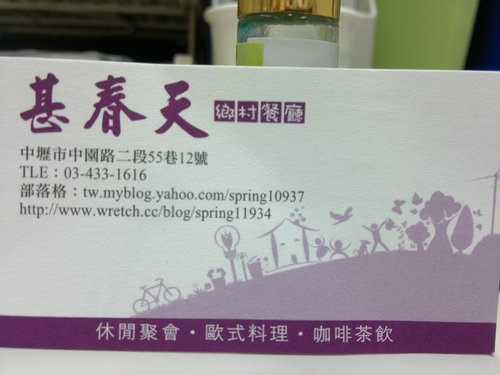 甚春天 鄉村餐廳
中壢市中園路二段55巷12號
TLE：03-433-1616
部落格：tw.myblog.yahoo.com/spring10937
http://www.wretch.cc/blog/spring11934
休閒聚會・歐式料理・咖啡茶飲